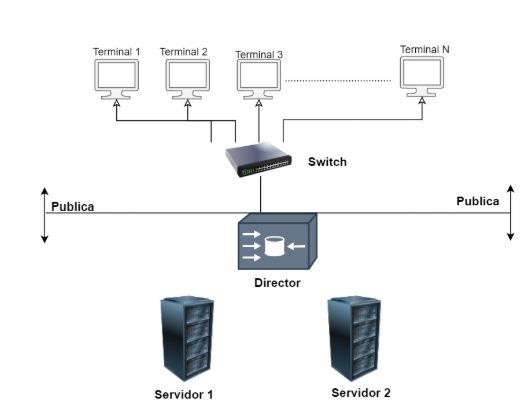 Terminal 1
Terminal 2
Terminal 3
Terminal N
Switch
Publica
Publica
Director
Servidor 1
Servidor 2